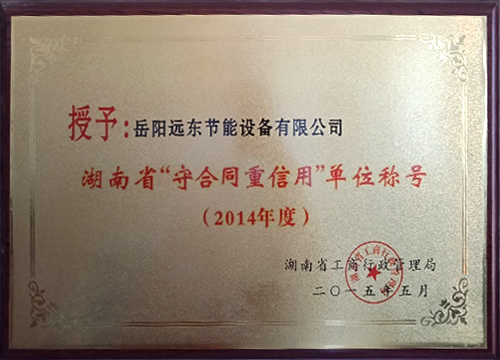 授予：岳阳远东节能设备有限公司
湖南省“守合同重信用”单位称号
（2014年度）
湖南省工商行政管理局
二〇一五年五月